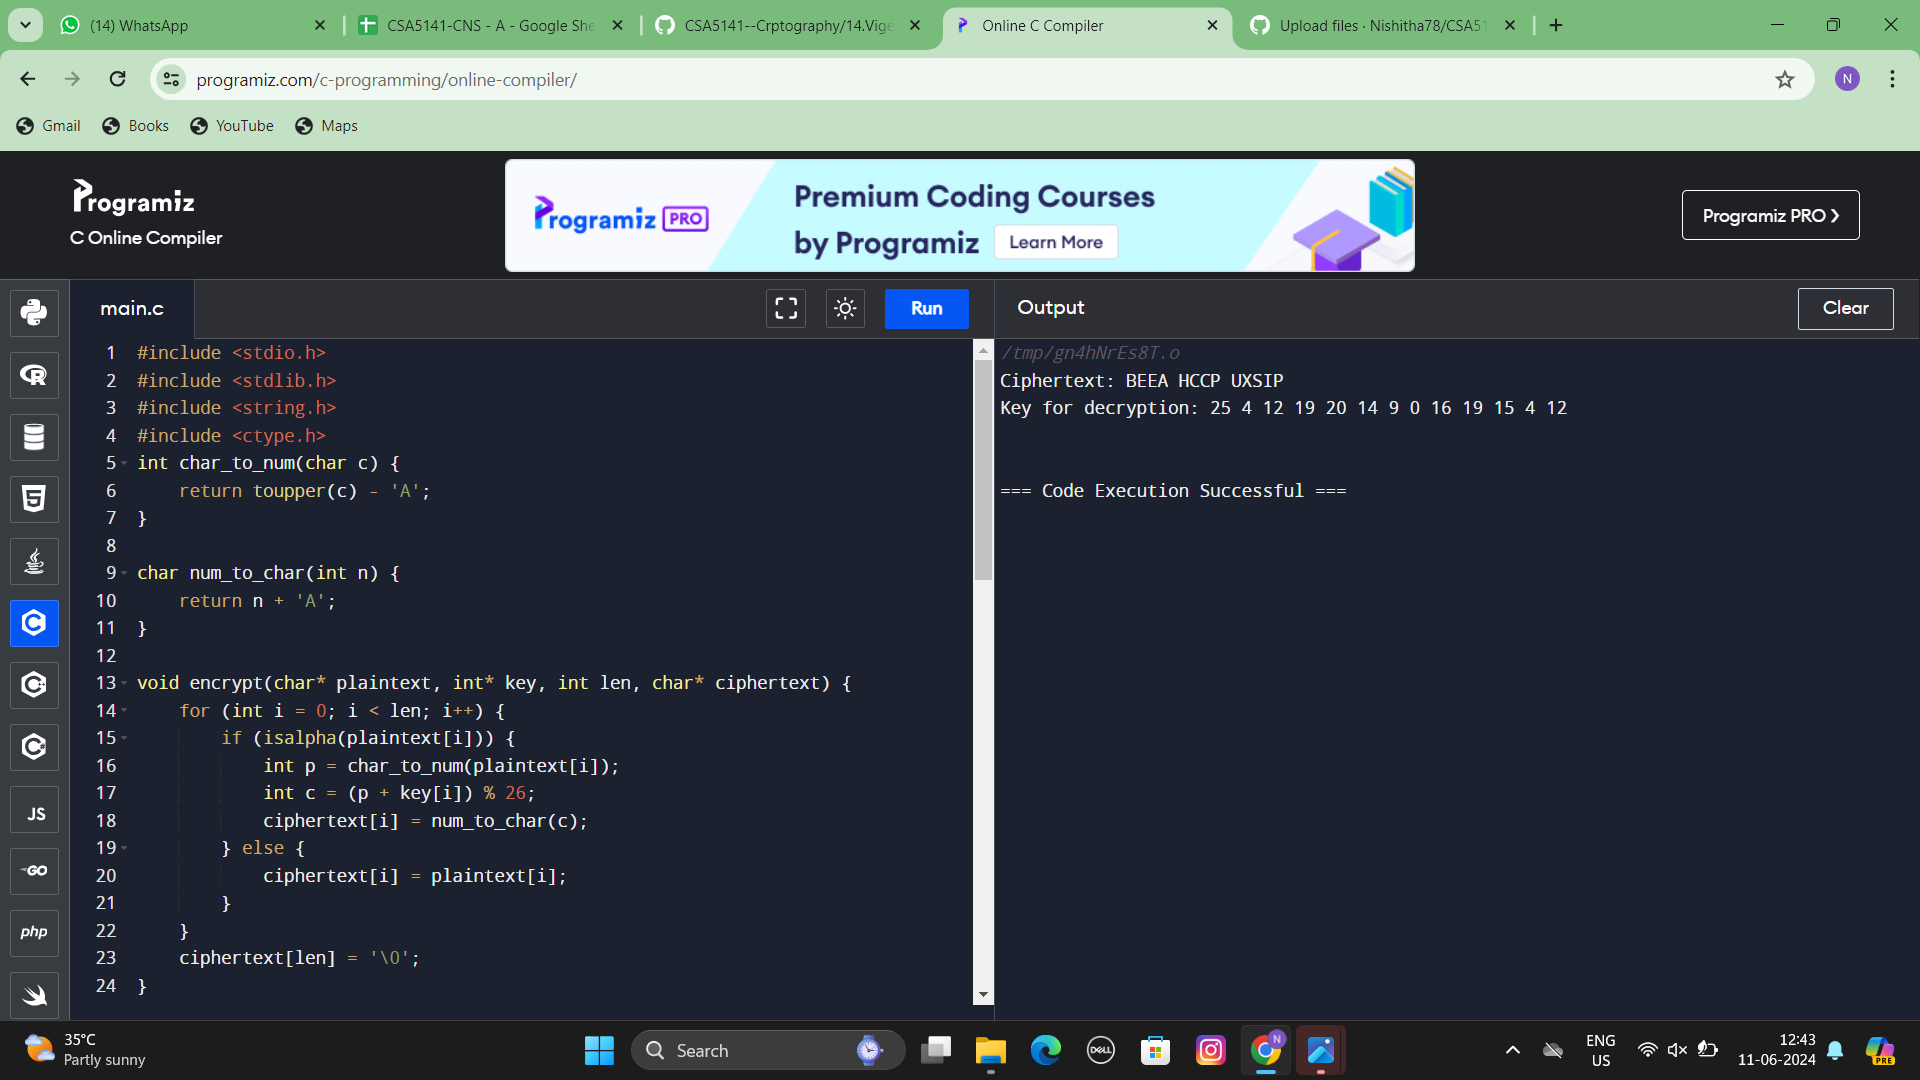 (14) WhatsApp
CSA5141-CNS - A - Google She
CSA5141--Crptography/14.Vige
Online C Compiler
Upload files · Nishitha78/CSA51
programiz.com/c-programming/online-compiler/
N
Gmail
Books
YouTube
Maps
Programiz
C Online Compiler
Programiz PRO
Premium Coding Courses
by Programiz
Learn More
Programiz PRO ❯
main.c
Run
Output
Clear
1 #include <stdio.h>
2 #include <stdlib.h>
3 #include <string.h>
4 #include <ctype.h>
5 int char_to_num(char c) {
6 return toupper(c) - 'A';
7 }
8
9 char num_to_char(int n) {
10 return n + 'A';
11 }
12
13 void encrypt(char* plaintext, int* key, int len, char* ciphertext) {
14 for (int i = 0; i < len; i++) {
15 if (isalpha(plaintext[i])) {
16 int p = char_to_num(plaintext[i]);
17 int c = (p + key[i]) % 26;
18 ciphertext[i] = num_to_char(c);
19 } else {
20 ciphertext[i] = plaintext[i];
21 }
22 }
23 ciphertext[len] = '\0';
24 }
/tmp/gn4hNrEs8T.o
Ciphertext: BEEA HCCP UXSIP
Key for decryption: 25 4 12 19 20 14 9 0 16 19 15 4 12
=== Code Execution Successful ===
R
5
C
C
C
JS
GO
php
35°C
Partly sunny
Search
DELL
N
ENG
US
12:43
11-06-2024
PRE